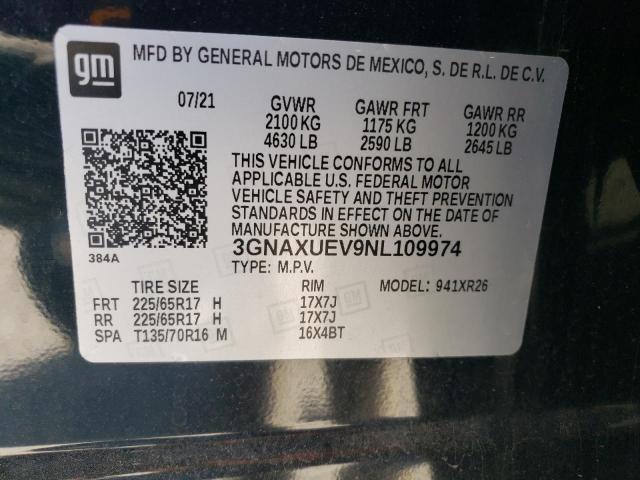 gm
MFD BY GENERAL MOTORS DE MEXICO, S. DE R.L. DE C.V.
07/21 GVWR GAWR FRT GAWR RR
2100 KG 1175 KG 1200 KG
4630 LB 2590 LB 2645 LB
THIS VEHICLE CONFORMS TO ALL
APPLICABLE U.S. FEDERAL MOTOR
VEHICLE SAFETY AND THEFT PREVENTION
STANDARDS IN EFFECT ON THE DATE OF
MANUFACTURE SHOWN ABOVE.
3GNAXUEV9NL109974
384A TYPE: M.P.V.
TIRE SIZE RIM MODEL: 941XR26
FRT 225/65R17 H 17X7J
RR 225/65R17 H 17X7J
SPA T135/70R16 M 16X4BT